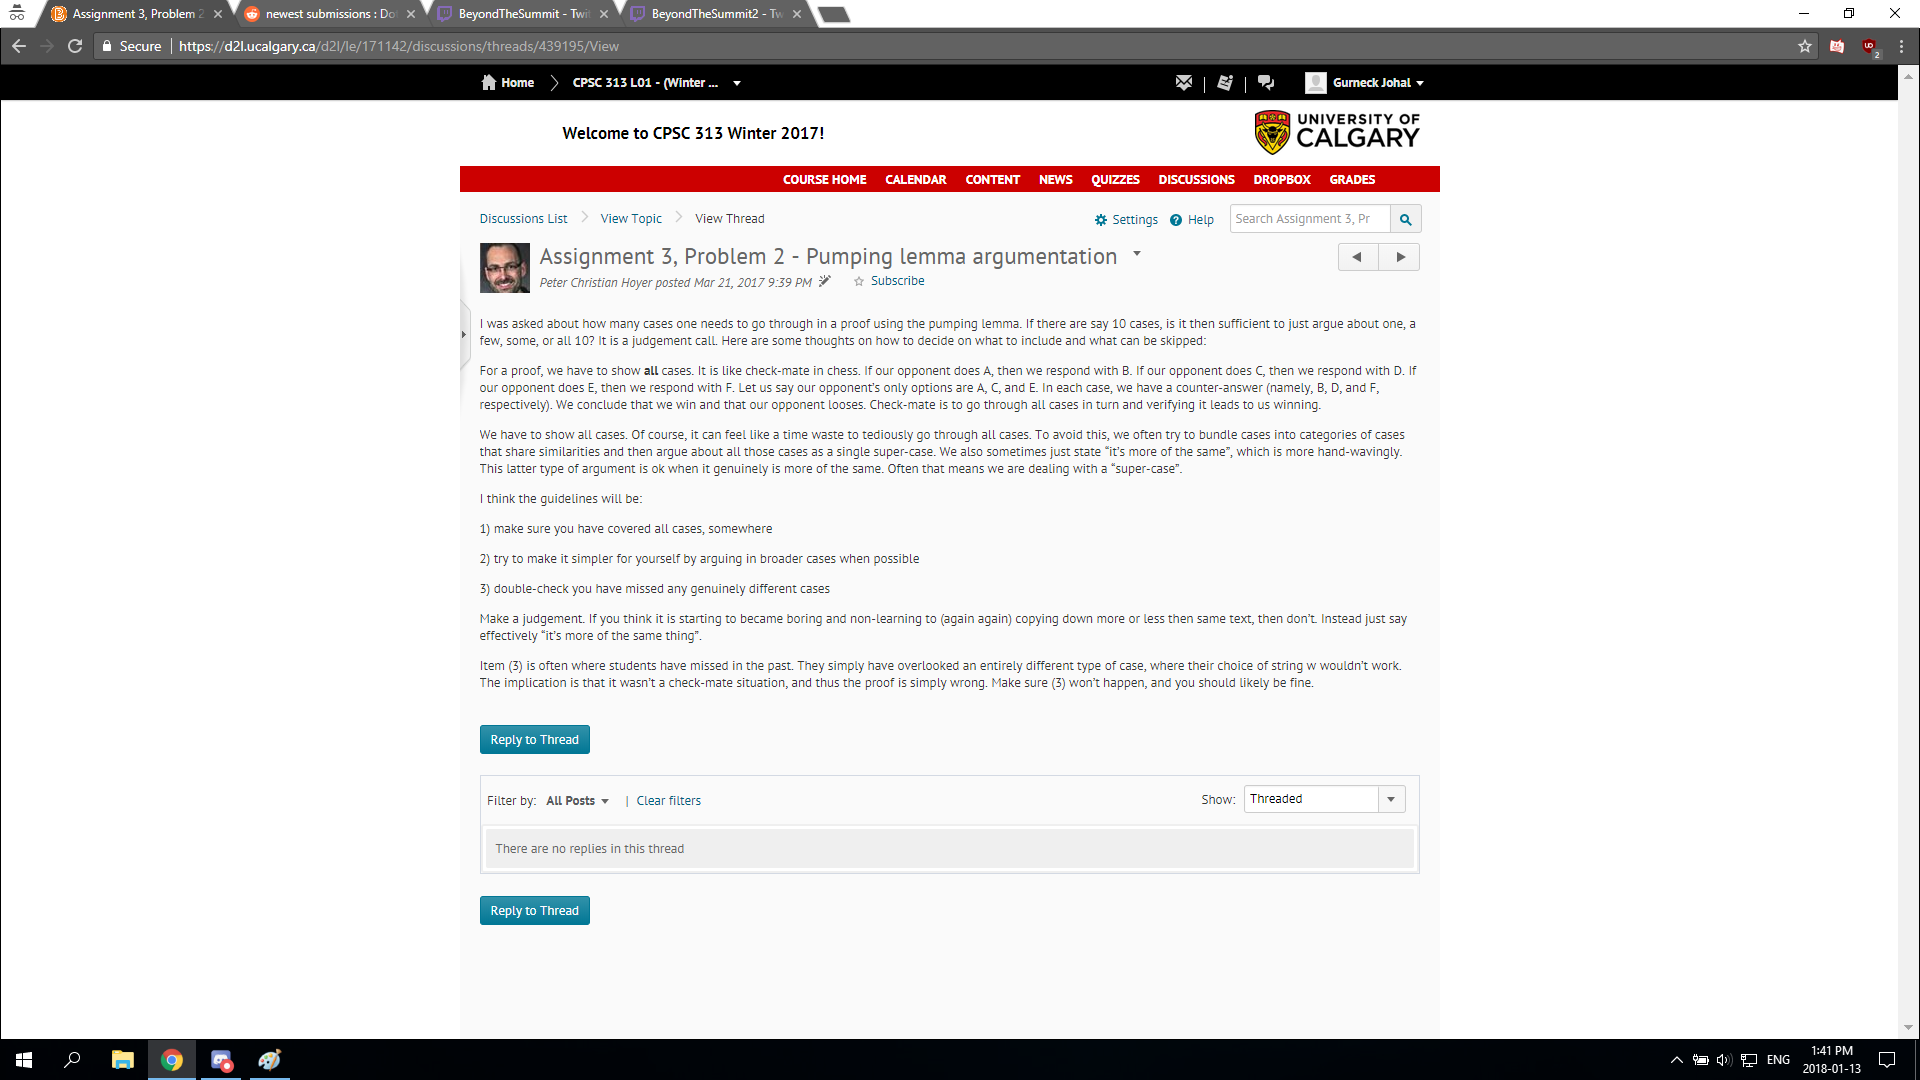 Assignment 3, Problem 2
newest submissions : Do
BeyondTheSummit - Twi
BeyondTheSummit2 - Tw
Secure
https://d2l.ucalgary.ca/d2l/le/171142/discussions/threads/439195/View
2
Home
CPSC 313 L01 - (Winter ...
Gurneck Johal
Welcome to CPSC 313 Winter 2017!
UNIVERSITY OF
CALGARY
COURSE HOME CALENDAR CONTENT NEWS QUIZZES DISCUSSIONS DROPBOX GRADES
Discussions List View Topic View Thread
Settings Help Search Assignment 3, Pr
Assignment 3, Problem 2 - Pumping lemma argumentation
Peter Christian Hoyer posted Mar 21, 2017 9:39 PM Subscribe
I was asked about how many cases one needs to go through in a proof using the pumping lemma. If there are say 10 cases, is it then sufficient to just argue about one, a
few, some, or all 10? It is a judgement call. Here are some thoughts on how to decide on what to include and what can be skipped:
For a proof, we have to show all cases. It is like check-mate in chess. If our opponent does A, then we respond with B. If our opponent does C, then we respond with D. If
our opponent does E, then we respond with F. Let us say our opponent's only options are A, C, and E. In each case, we have a counter-answer (namely, B, D, and F,
respectively). We conclude that we win and that our opponent looses. Check-mate is to go through all cases in turn and verifying it leads to us winning.
We have to show all cases. Of course, it can feel like a time waste to tediously go through all cases. To avoid this, we often try to bundle cases into categories of cases
that share similarities and then argue about all those cases as a single super-case. We also sometimes just state “it's more of the same”, which is more hand-wavingly.
This latter type of argument is ok when it genuinely is more of the same. Often that means we are dealing with a “super-case”.
I think the guidelines will be:
1) make sure you have covered all cases, somewhere
2) try to make it simpler for yourself by arguing in broader cases when possible
3) double-check you have missed any genuinely different cases
Make a judgement. If you think it is starting to became boring and non-learning to (again again) copying down more or less then same text, then don't. Instead just say
effectively “it's more of the same thing”.
Item (3) is often where students have missed in the past. They simply have overlooked an entirely different type of case, where their choice of string w wouldn't work.
The implication is that it wasn't a check-mate situation, and thus the proof is simply wrong. Make sure (3) won't happen, and you should likely be fine.
Reply to Thread
Filter by: All Posts | Clear filters
Show: Threaded
There are no replies in this thread
Reply to Thread
ENG
1:41 PM
2018-01-13